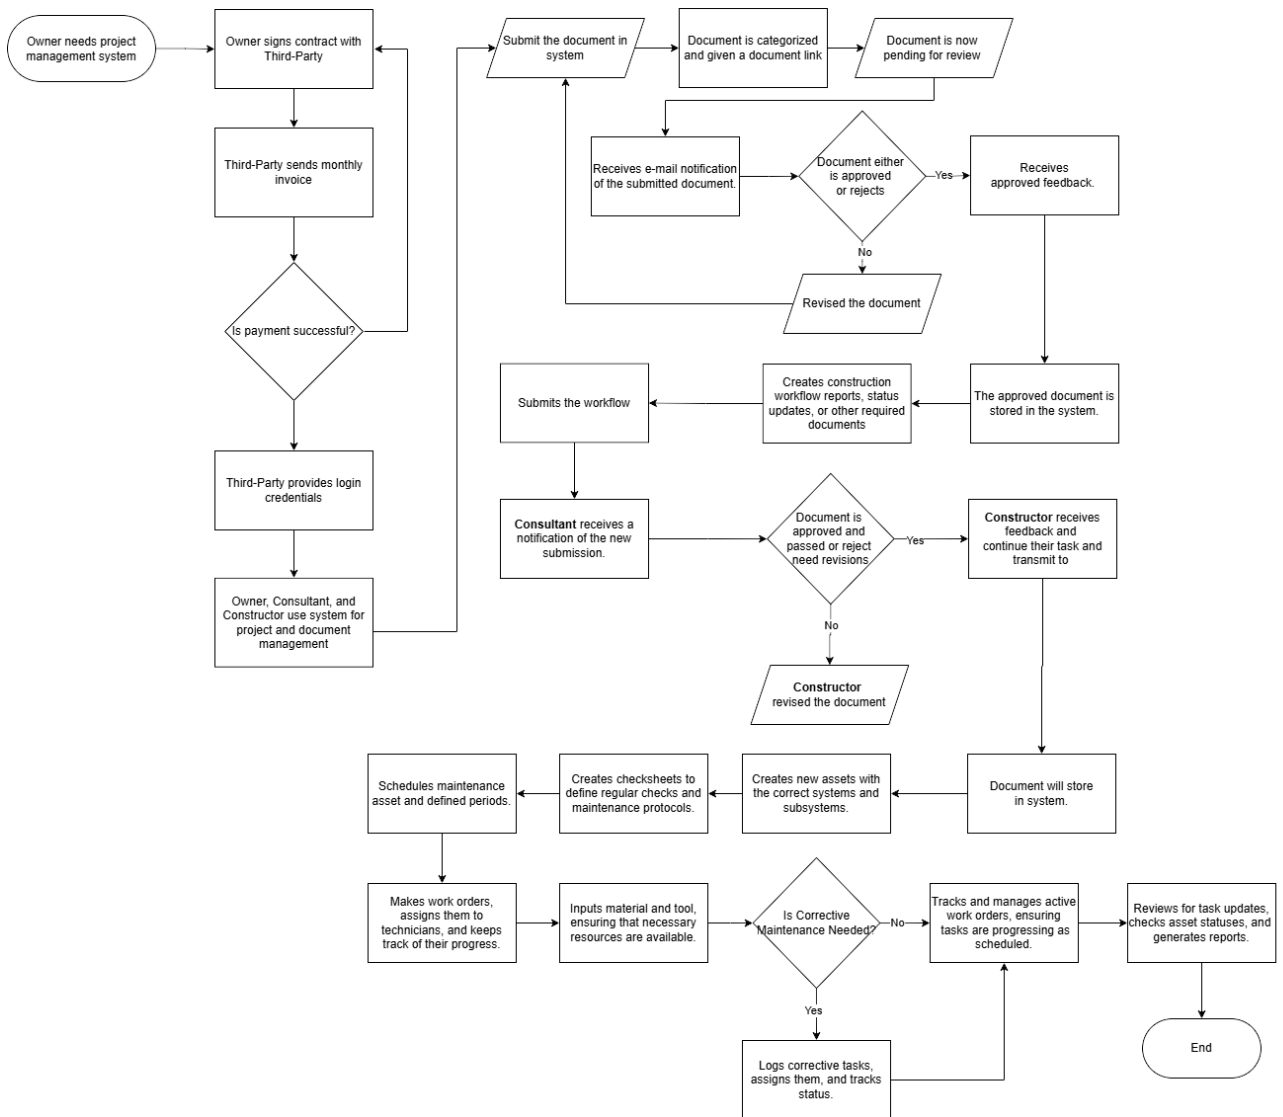 Owner needs project
management system
Owner signs contract with
Third-Party
Third-Party sends monthly
invoice
Is payment successful?
Third-Party provides login
credentials
Owner, Consultant, and
Constructor use system for
project and document
management
Submit the document in
system
Document is categorized
and given a document link
Document is now
pending for review
Receives e-mail notification
of the submitted document.
Document either
is approved
or rejects
Yes
Receives
approved feedback.
No
Revised the document
The approved document is
stored in the system.
Creates construction
workflow reports, status
updates, or other required
documents
Submits the workflow
Consultant receives a
notification of the new
submission.
Document is
approved and
passed or reject
need revisions
Yes
Constructor receives
feedback and
continue their task and
transmit to
No
Constructor
revised the document
Document will store
in system.
Creates new assets with
the correct systems and
subsystems.
Creates checksheets to
define regular checks and
maintenance protocols.
Schedules maintenance
asset and defined periods.
Makes work orders,
assigns them to
technicians, and keeps
track of their progress.
Inputs material and tool,
ensuring that necessary
resources are available.
Is Corrective
Maintenance Needed?
No
Tracks and manages active
work orders, ensuring
tasks are progressing as
scheduled.
Reviews for task updates,
checks asset statuses, and
generates reports.
Yes
Logs corrective tasks,
assigns them, and tracks
status.
End